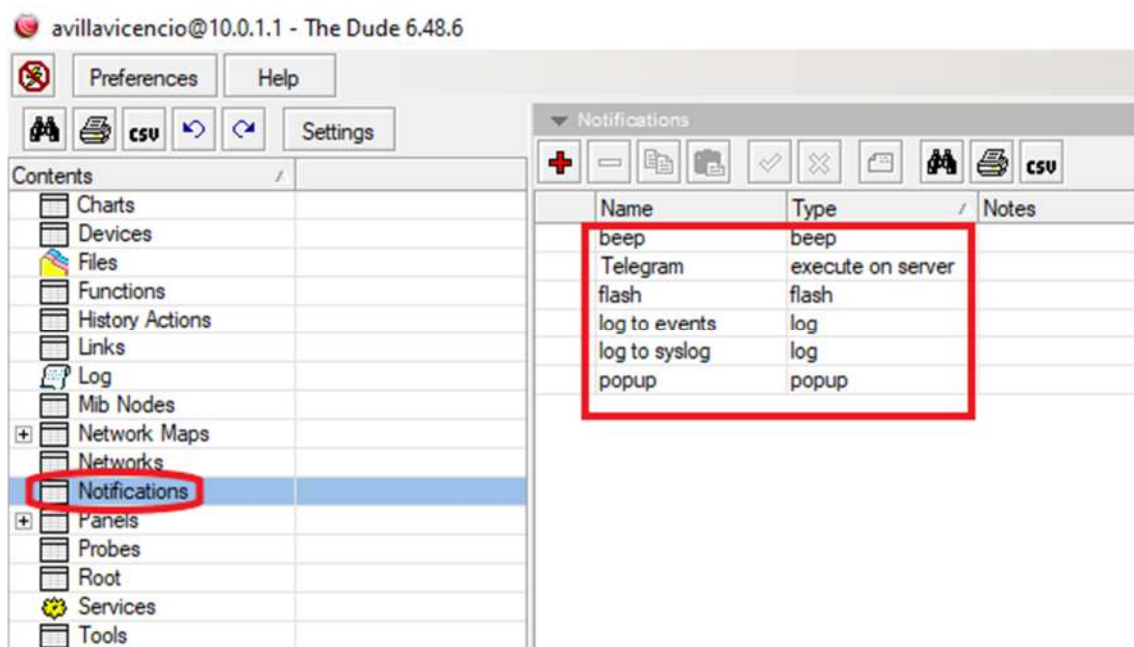 avillavicencio@10.0.1.1 - The Dude 6.48.6
Preferences Help
CSV Settings
Contents
Charts
Devices
Files
Functions
History Actions
Links
Log
Mib Nodes
Network Maps
Networks
Notifications
Panels
Probes
Root
Services
Tools
Notifications
CSV
Name Type Notes
beep beep
Telegram execute on server
flash flash
log to events log
log to syslog log
popup popup